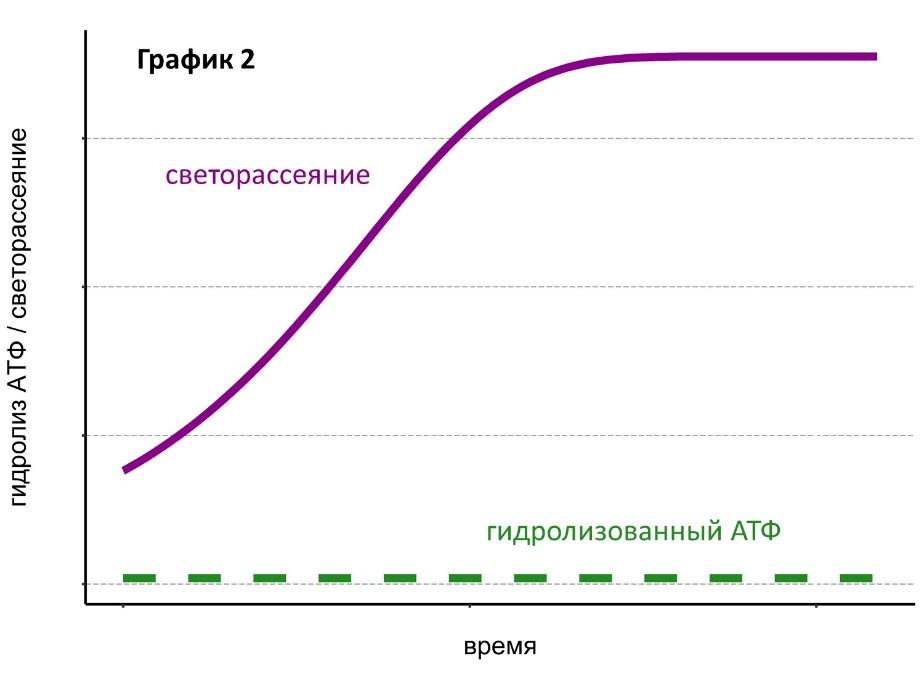 График 2
светорассеяние
гидролиз АТФ / светорассеяние
гидролизованный АТФ
время